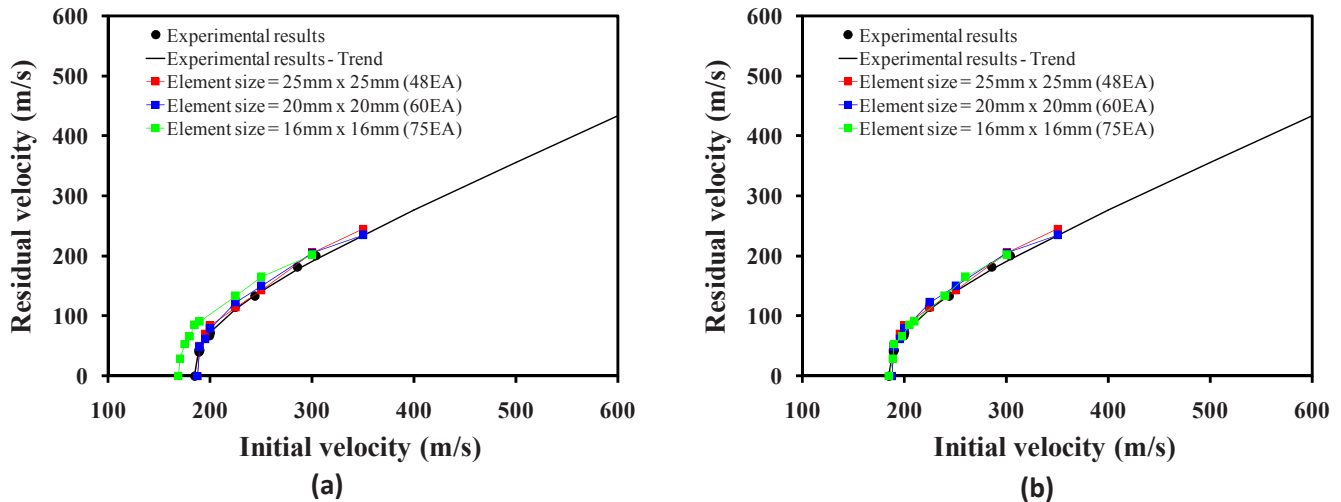 600
500
400
300
200
100
0
Residual velocity (m/s)
Experimental results
Experimental results - Trend
Element size = 25mm x 25mm (48EA)
Element size = 20mm x 20mm (60EA)
Element size = 16mm x 16mm (75EA)
100 200 300 400 500 600
Initial velocity (m/s)
(a)
600
500
400
300
200
100
0
Residual velocity (m/s)
Experimental results
Experimental results - Trend
Element size = 25mm x 25mm (48EA)
Element size = 20mm x 20mm (60EA)
Element size = 16mm x 16mm (75EA)
100 200 300 400 500 600
Initial velocity (m/s)
(b)